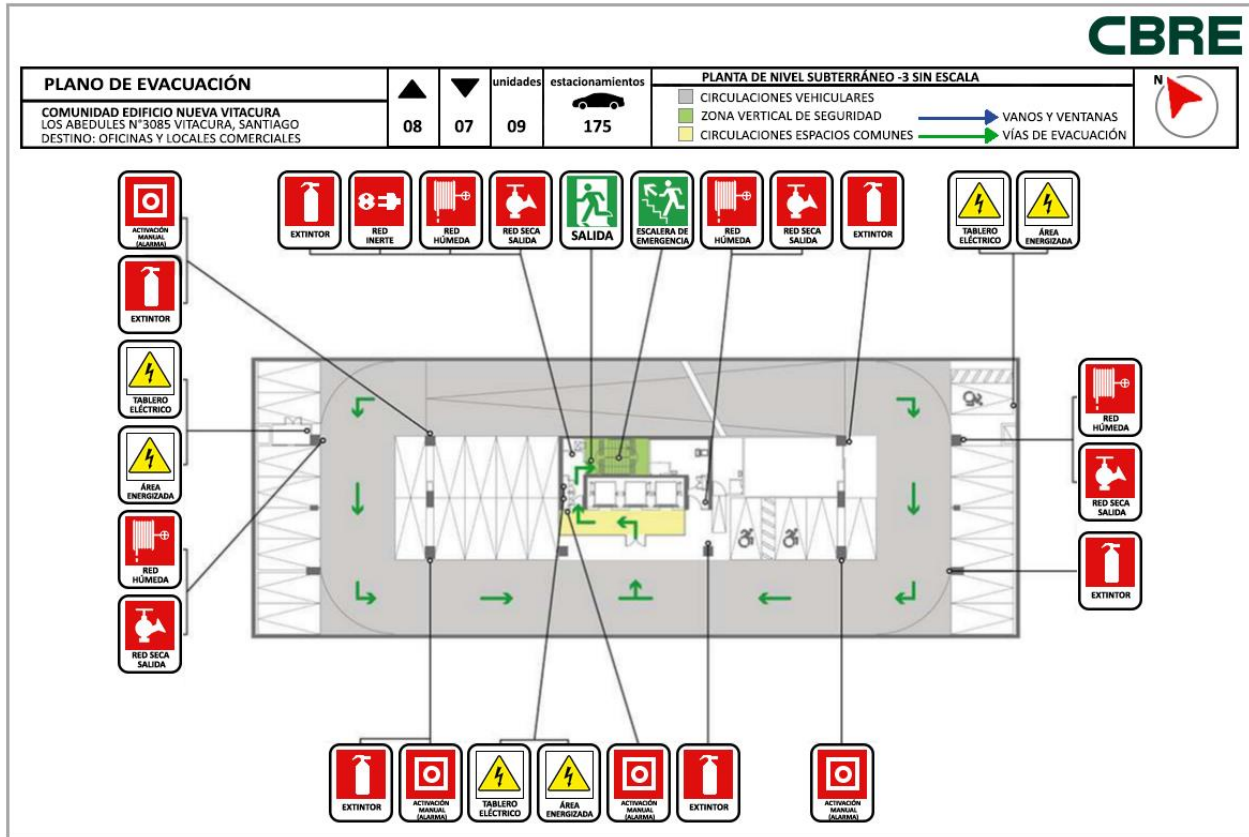 CBRE
PLANO DE EVACUACIÓN
COMUNIDAD EDIFICIO NUEVA VITACURA
LOS ABEDULES N°3085 VITACURA, SANTIAGO
DESTINO: OFICINAS Y LOCALES COMERCIALES
08
07
unidades
09
estacionamientos
175
PLANTA DE NIVEL SUBTERRÁNEO -3 SIN ESCALA
CIRCULACIONES VEHICULARES
ZONA VERTICAL DE SEGURIDAD
VANOS Y VENTANAS
CIRCULACIONES ESPACIOS COMUNES
VÍAS DE EVACUACIÓN
N
ACTIVACIÓN
MANUAL
(ALARMA)
EXTINTOR
TABLERO
ELÉCTRICO
ÁREA
ENERGIZADA
RED
HÚMEDA
RED SECA
SALIDA
EXTINTOR
RED
INERTE
RED
HÚMEDA
RED SECA
SALIDA
SALIDA
ESCALERA DE
EMERGENCIA
RED
HÚMEDA
RED SECA
SALIDA
EXTINTOR
TABLERO
ELÉCTRICO
ÁREA
ENERGIZADA
RED
HÚMEDA
RED SECA
SALIDA
EXTINTOR
EXTINTOR
ACTIVACIÓN
MANUAL
(ALARMA)
TABLERO
ELÉCTRICO
ÁREA
ENERGIZADA
ACTIVACIÓN
MANUAL
(ALARMA)
EXTINTOR
ACTIVACIÓN
MANUAL
(ALARMA)